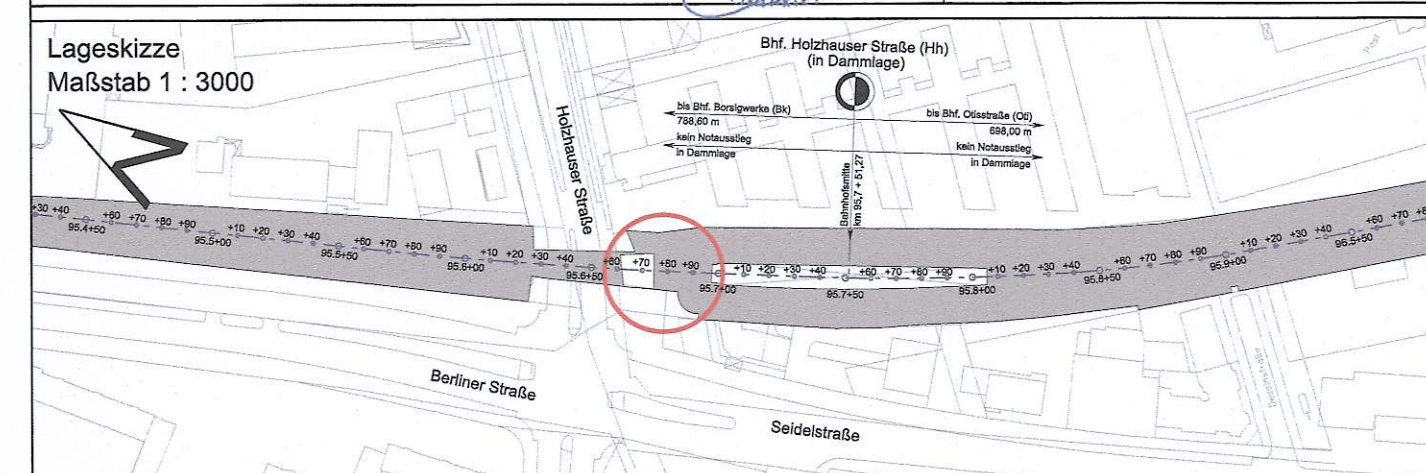 Lageskizze
Maßstab 1 : 3000
Bhf. Holzhauser Straße (Hh)
(in Dammlage)
bis Bhf. Borsigwerke (Bk)
bis Bhf. Otisstraße (Oti)
788,60 m
698,00 m
kein Notausstieg
kein Notausstieg
in Dammlage
in Dammlage
Bahnhofsmitte
km 95,7 + 51,27
Holzhauser Straße
+30 +40 +60 +70 +80 +90 +10 +20 +30 +40 +60 +70 +80 +90 +10 +20 +30 +40 +60 +70 +80 +90 +10 +20 +30 +40 +60 +70 +80 +90 +10 +20 +30 +40 +60 +70 +80 +90 +10 +20 +30 +40 +60 +70
95.4+50 95.5+00 95.5+50 95.6+00 95.6+50 95.7+00 95.7+50 95.8+00 95.8+50 95.9+00 96.5+50
Berliner Straße
Seidelstraße